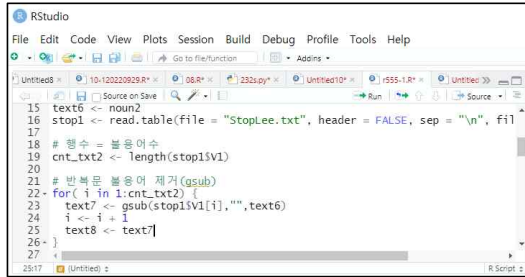 RStudio
File Edit Code View Plots Session Build Debug Profile Tools Help
Go to file/function Addins
Untitled8 × 10-120220929.R* × 08.R* × 232s.py* × Untitled10* × r555-1.R* × Untitled
Source on Save Run Source
15 text6 <- noun2
16 stop1 <- read.table(file = "StopLee.txt", header = FALSE, sep = "\n", fil
17
18 # 행수 = 불용어수
19 cnt_txt2 <- length(stop1$V1)
20
21 # 반복문 불용어 제거(gsub)
22 for( i in 1:cnt_txt2) {
23 text7 <- gsub(stop1$V1[i],"",text6)
24 i <- i + 1
25 text8 <- text7
26 }
27
25:17 (Untitled) R Script